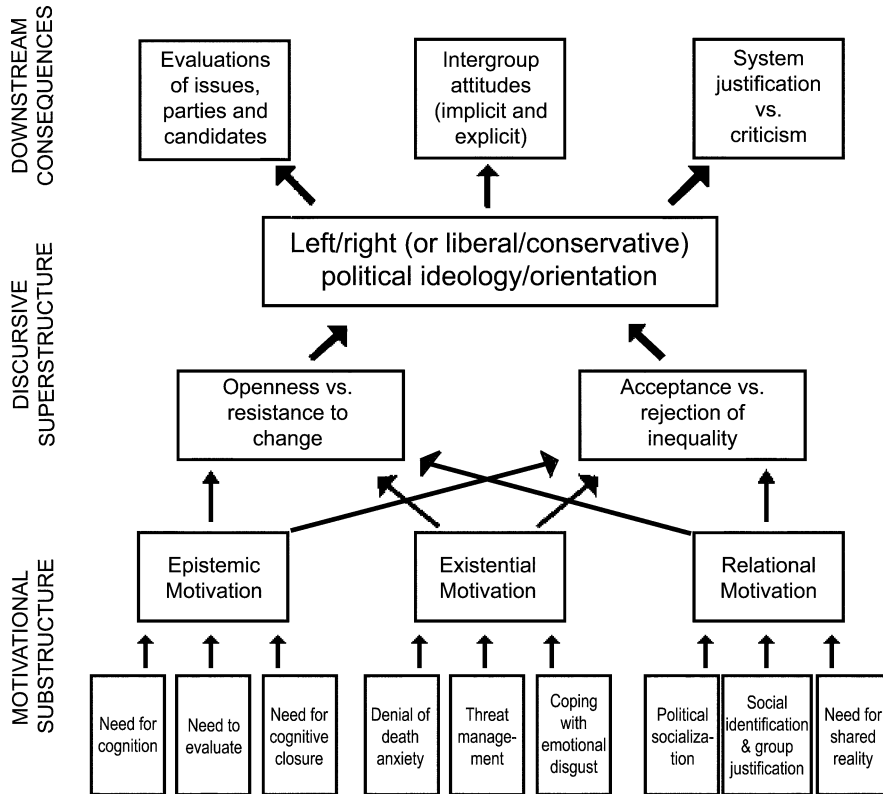 DOWNSTREAM
CONSEQUENCES
Evaluations
of issues,
parties and
candidates
Intergroup
attitudes
(implicit and
explicit)
System
justification
vs.
criticism
DISCURSIVE
SUPERSTRUCTURE
Left/right (or liberal/conservative)
political ideology/orientation
Openness vs.
resistance to
change
Acceptance vs.
rejection of
inequality
MOTIVATIONAL
SUBSTRUCTURE
Epistemic
Motivation
Existential
Motivation
Relational
Motivation
Need for
cognition
Need to
evaluate
Need for
cognitive
closure
Denial of
death
anxiety
Threat
manage-
ment
Coping
with
emotional
disgust
Political
socializa-
tion
Social
identification
& group
justification
Need for
shared
reality